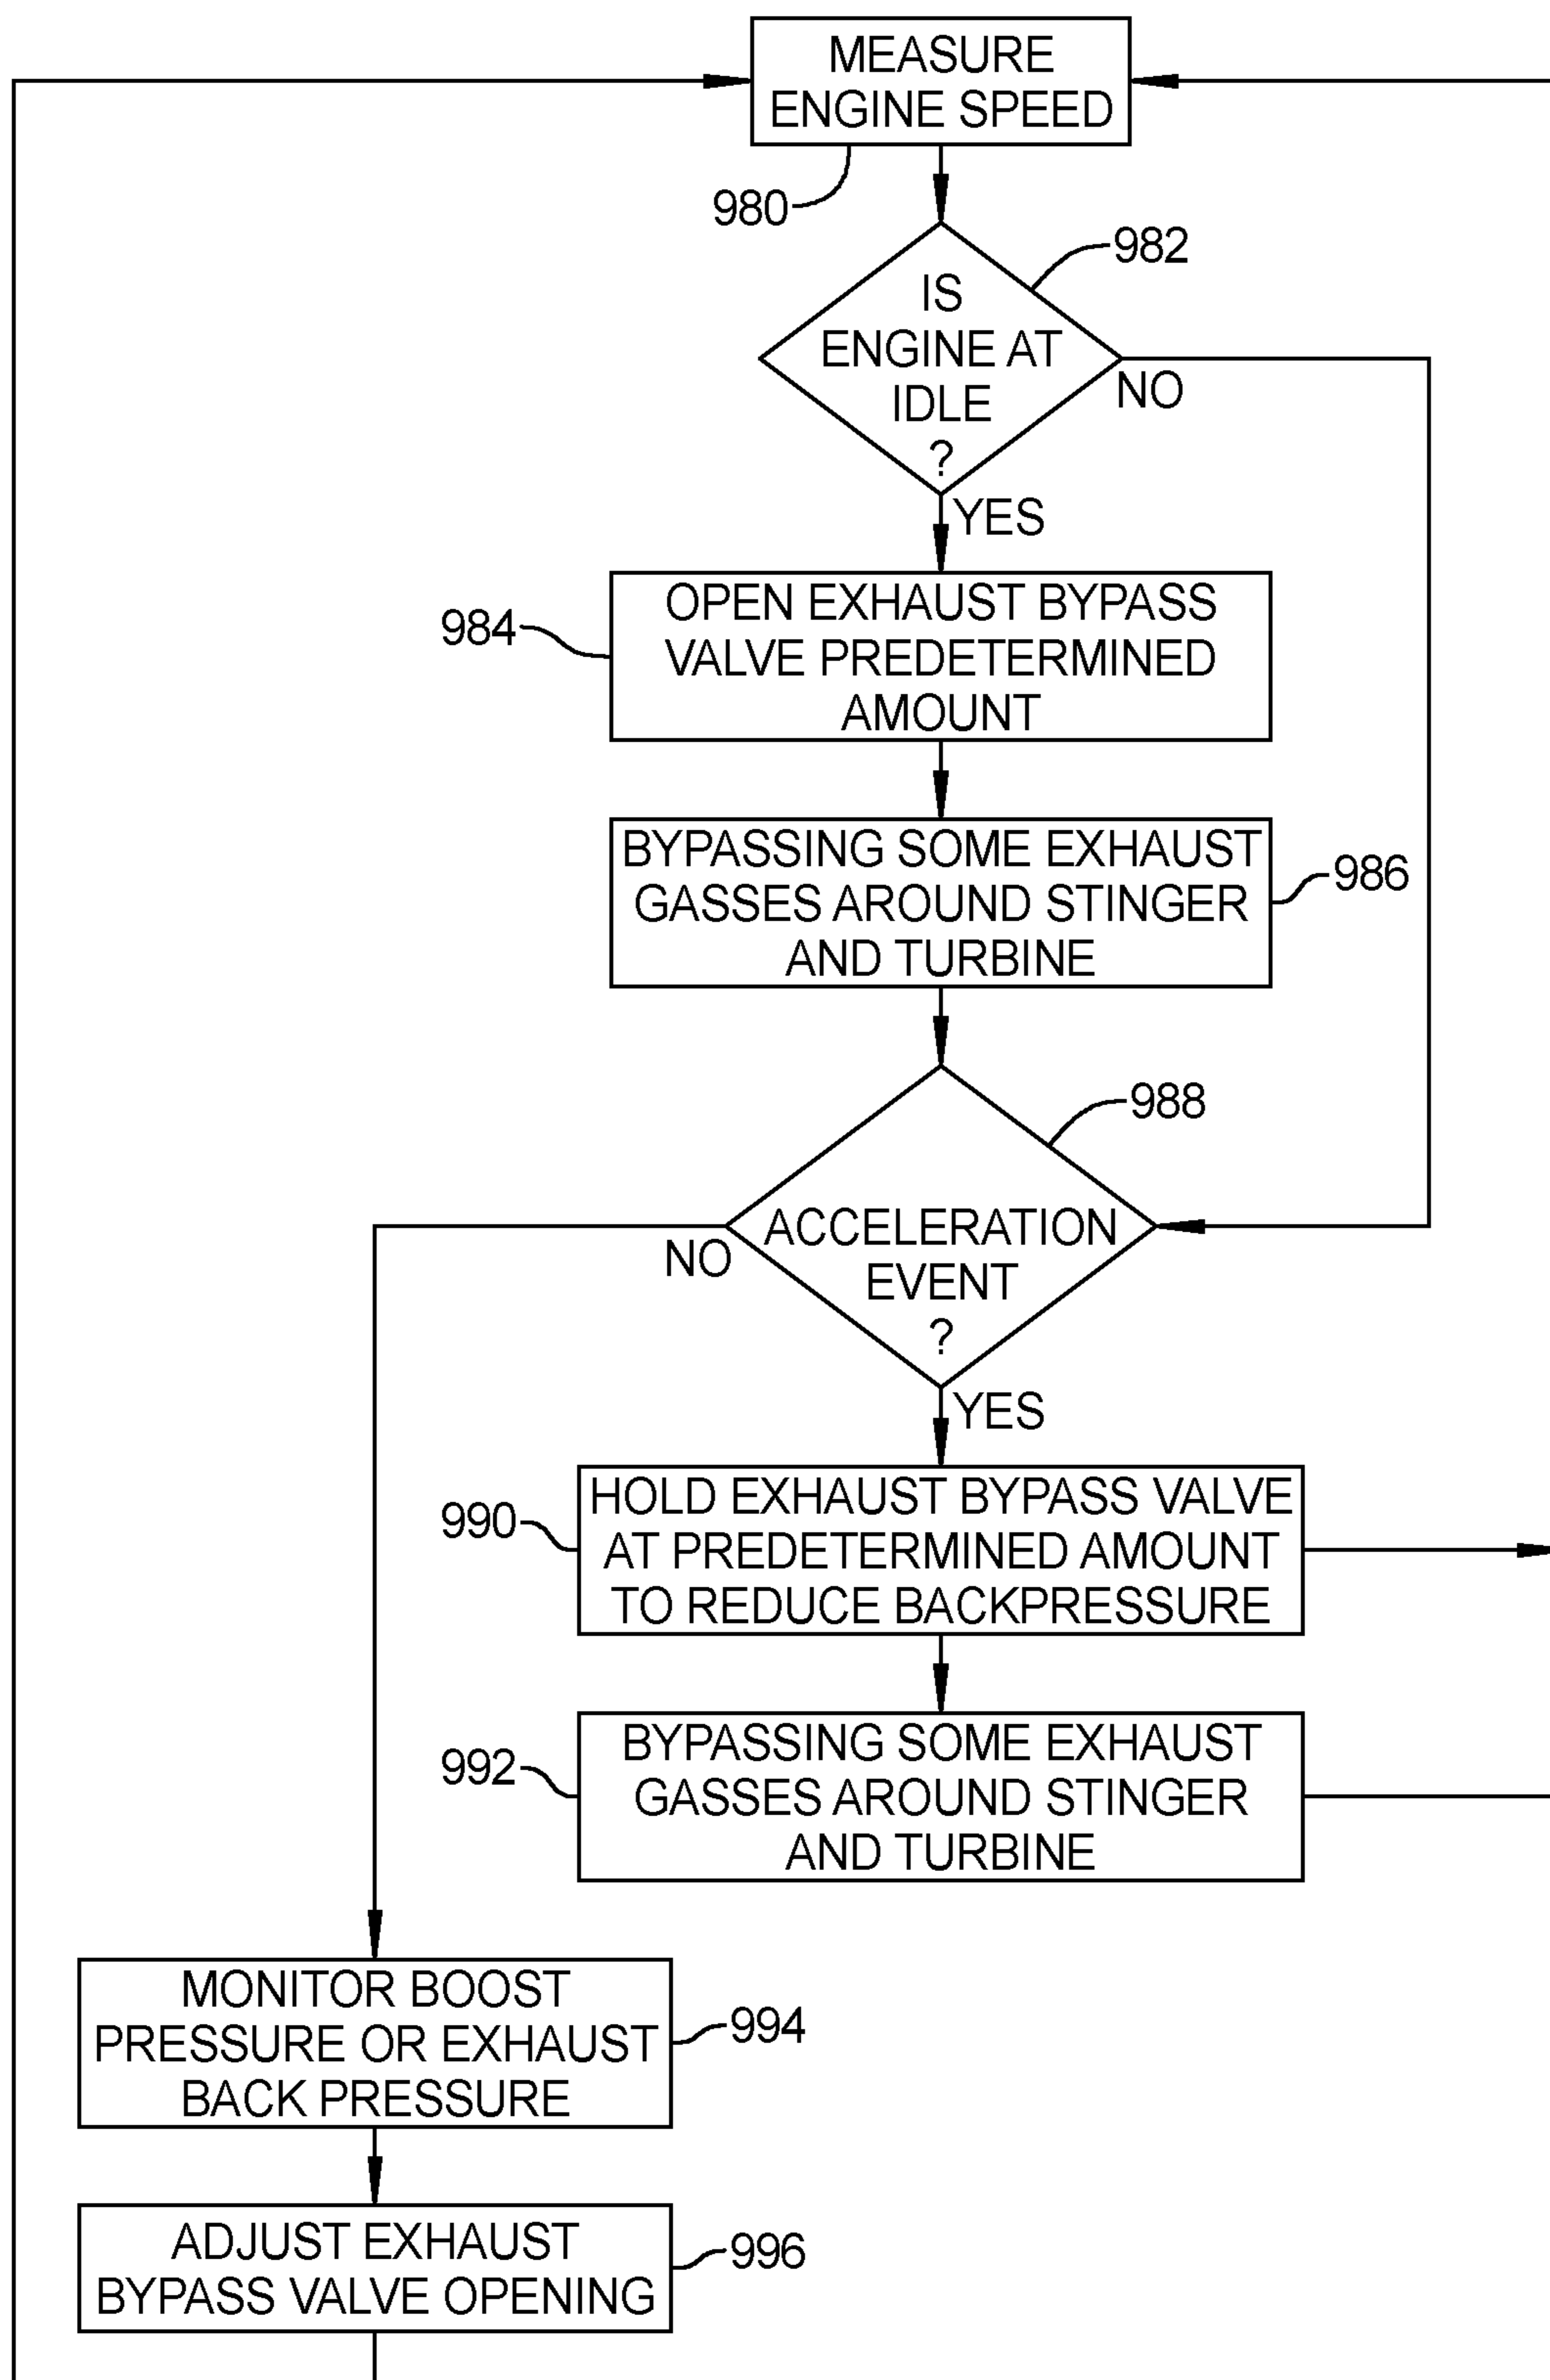 MEASURE
ENGINE SPEED
980
982
IS
ENGINE AT
IDLE
?
NO
YES
984
OPEN EXHAUST BYPASS
VALVE PREDETERMINED
AMOUNT
BYPASSING SOME EXHAUST
GASSES AROUND STINGER
AND TURBINE
986
988
ACCELERATION
EVENT
?
NO
YES
990
HOLD EXHAUST BYPASS VALVE
AT PREDETERMINED AMOUNT
TO REDUCE BACKPRESSURE
992
BYPASSING SOME EXHAUST
GASSES AROUND STINGER
AND TURBINE
MONITOR BOOST
PRESSURE OR EXHAUST
BACK PRESSURE
994
ADJUST EXHAUST
BYPASS VALVE OPENING
996